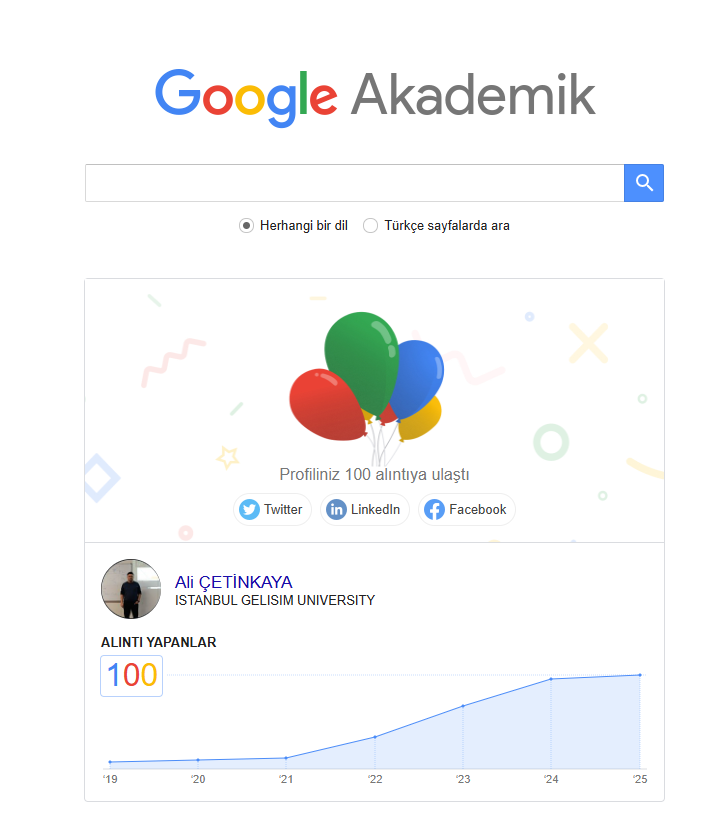 Google Akademik
Herhangi bir dil Türkçe sayfalarda ara
Profiliniz 100 alıntıya ulaştı
Twitter LinkedIn Facebook
Ali ÇETİNKAYA
ISTANBUL GELISIM UNIVERSITY
ALINTI YAPANLAR
100
'19 '20 '21 '22 '23 '24 '25